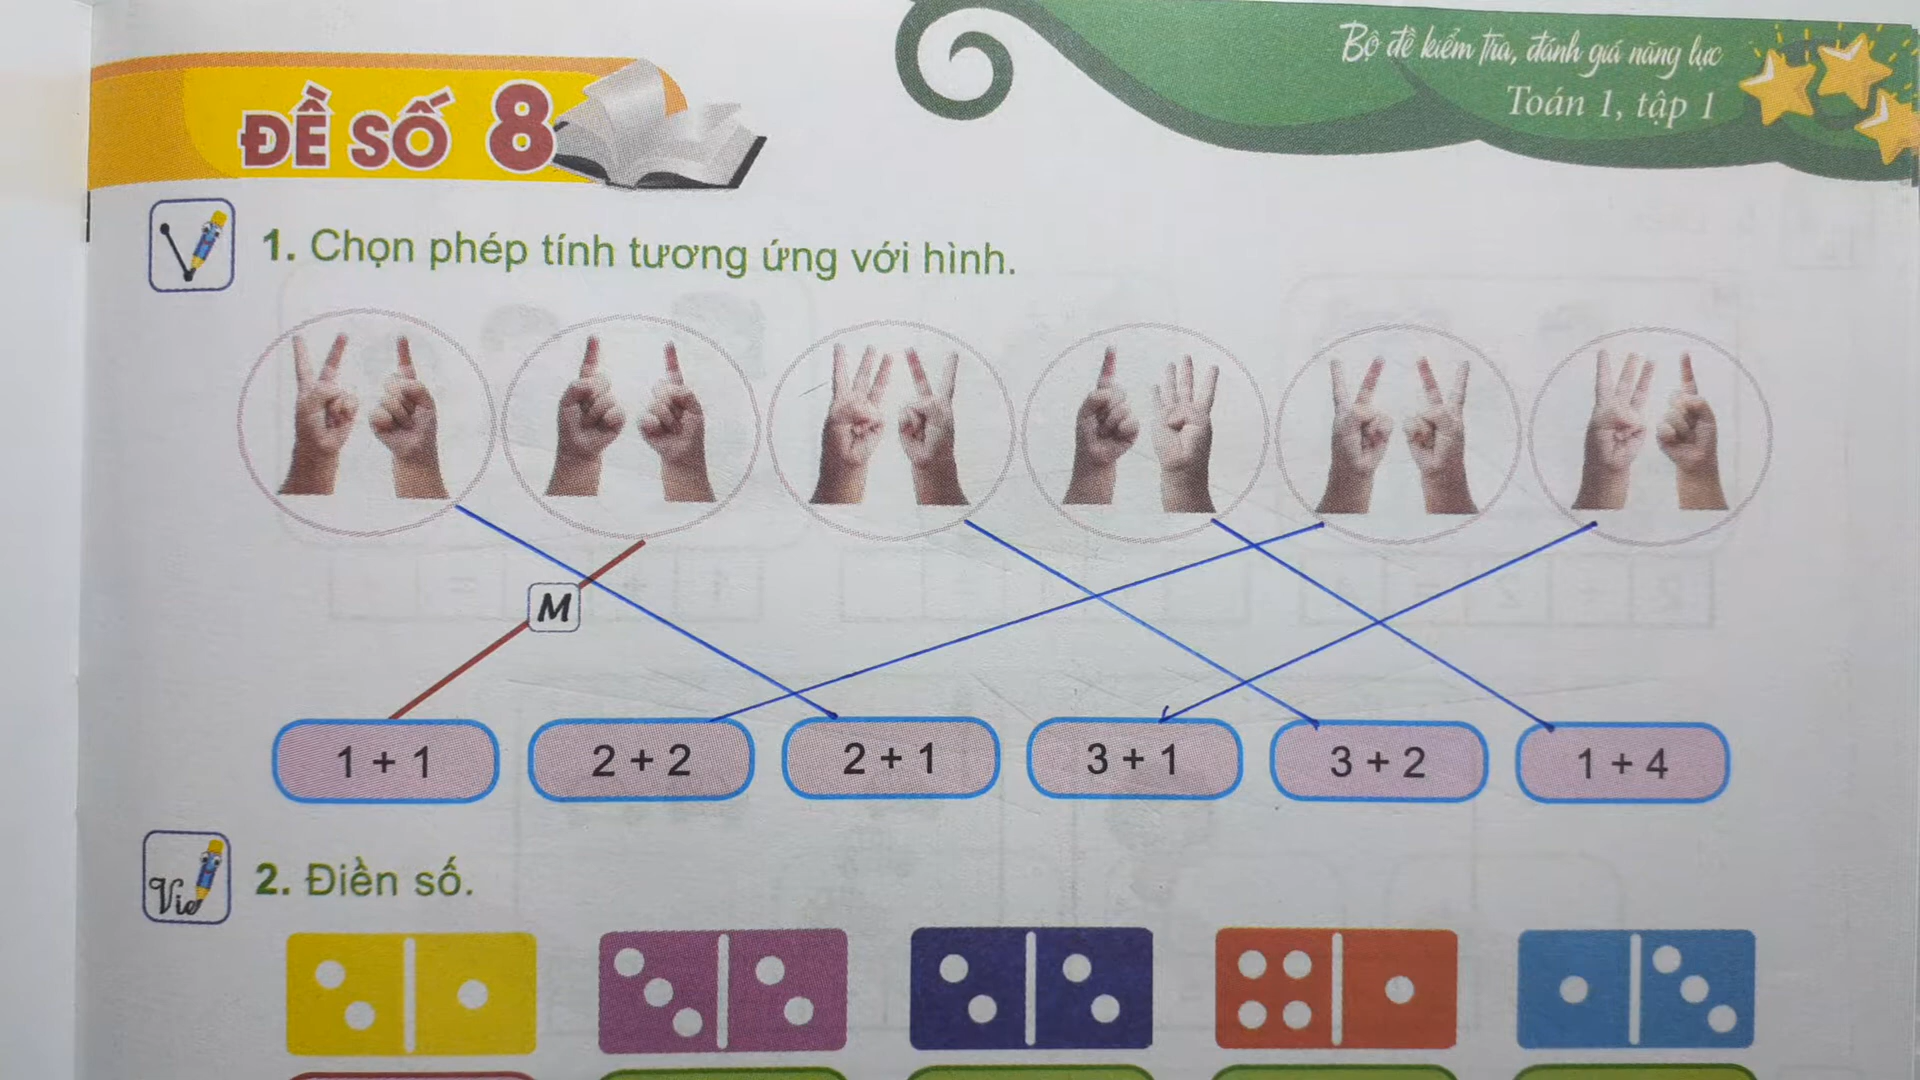 Bộ đề kiểm tra, đánh giá năng lực
Toán 1, tập 1
ĐỀ SỐ 8
1. Chọn phép tính tương ứng với hình.
M
1 + 1
2 + 2
2 + 1
3 + 1
3 + 2
1 + 4
2. Điền số.